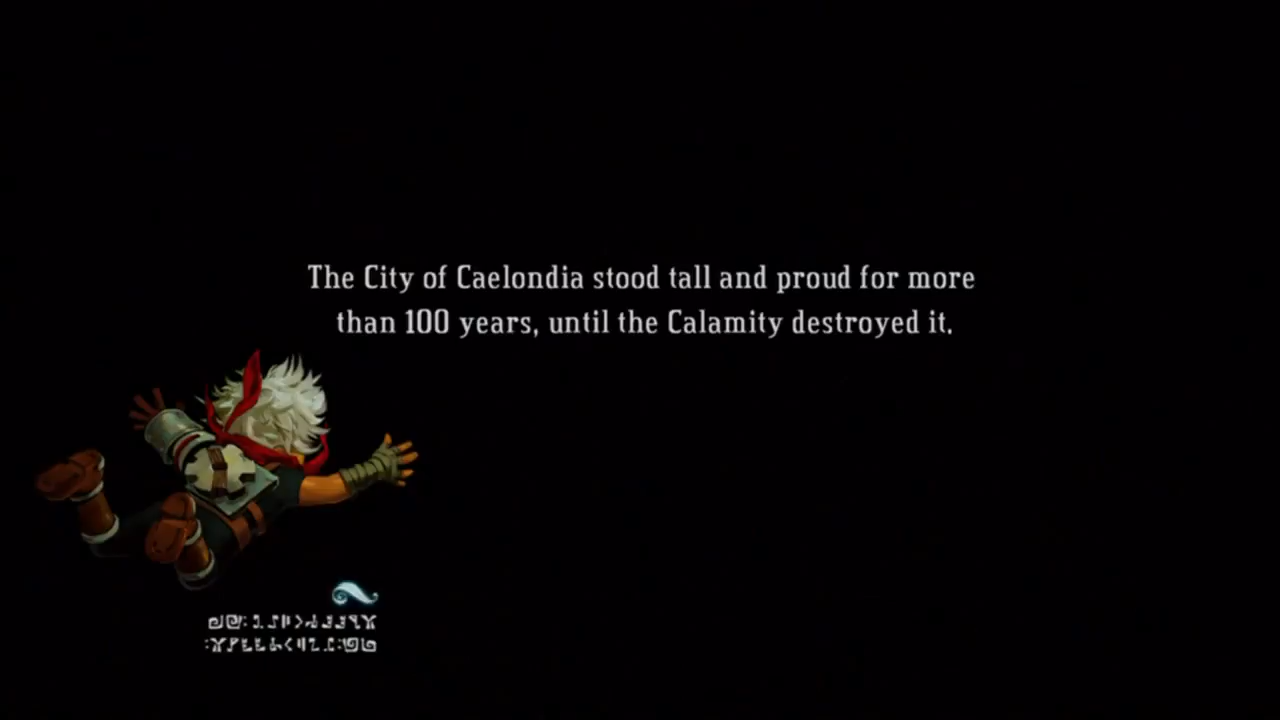 The City of Caelondia stood tall and proud for more
than 100 years, until the Calamity destroyed it.